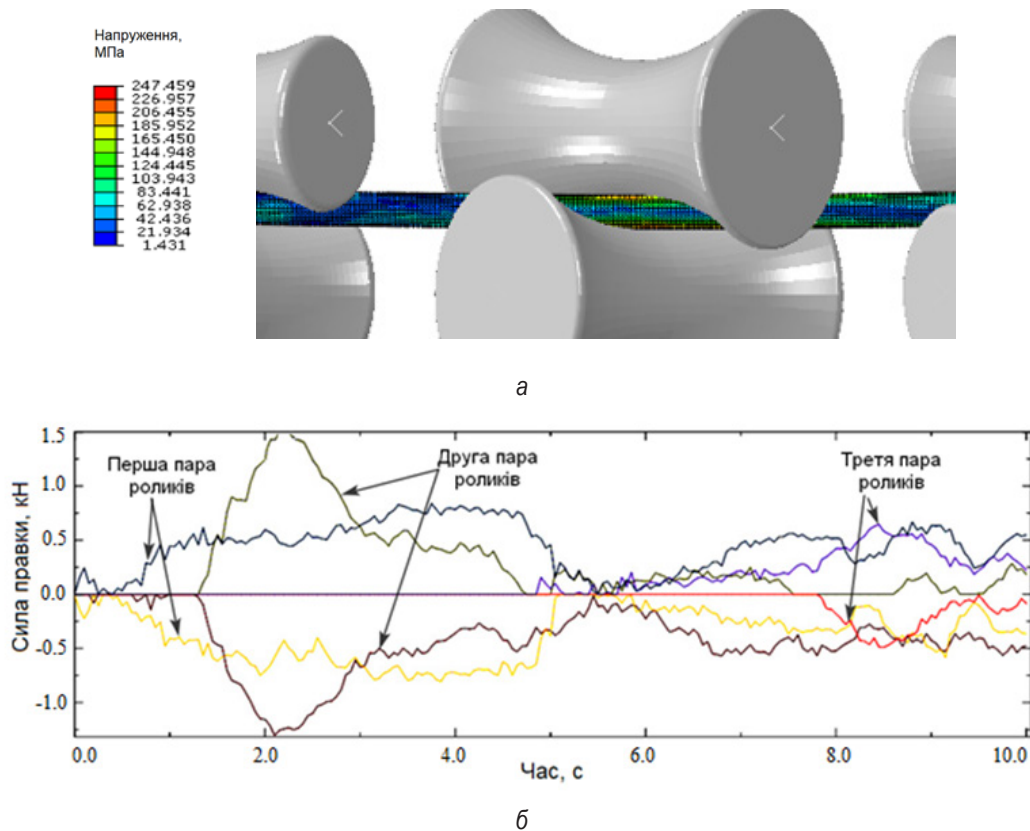 Напруження,
МПа
247.459
226.957
206.455
185.952
165.450
144.948
124.445
103.943
83.441
62.938
42.436
21.934
1.431
а
1.5
1.0
0.5
0.0
-0.5
-1.0
Сила правки, кН
Перша пара
роликів
Друга пара
роликів
Третя пара
роликів
0.0 2.0 4.0 6.0 8.0 10.0
Час, с
б